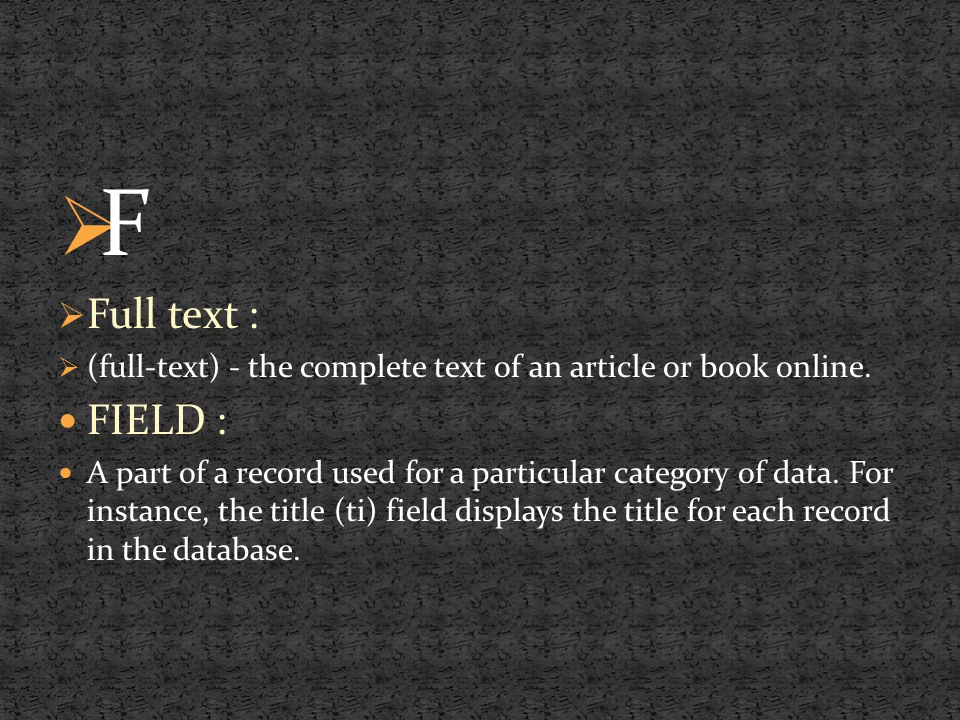 F
Full text :
(full-text) - the complete text of an article or book online.
FIELD :
A part of a record used for a particular category of data. For
instance, the title (ti) field displays the title for each record
in the database.